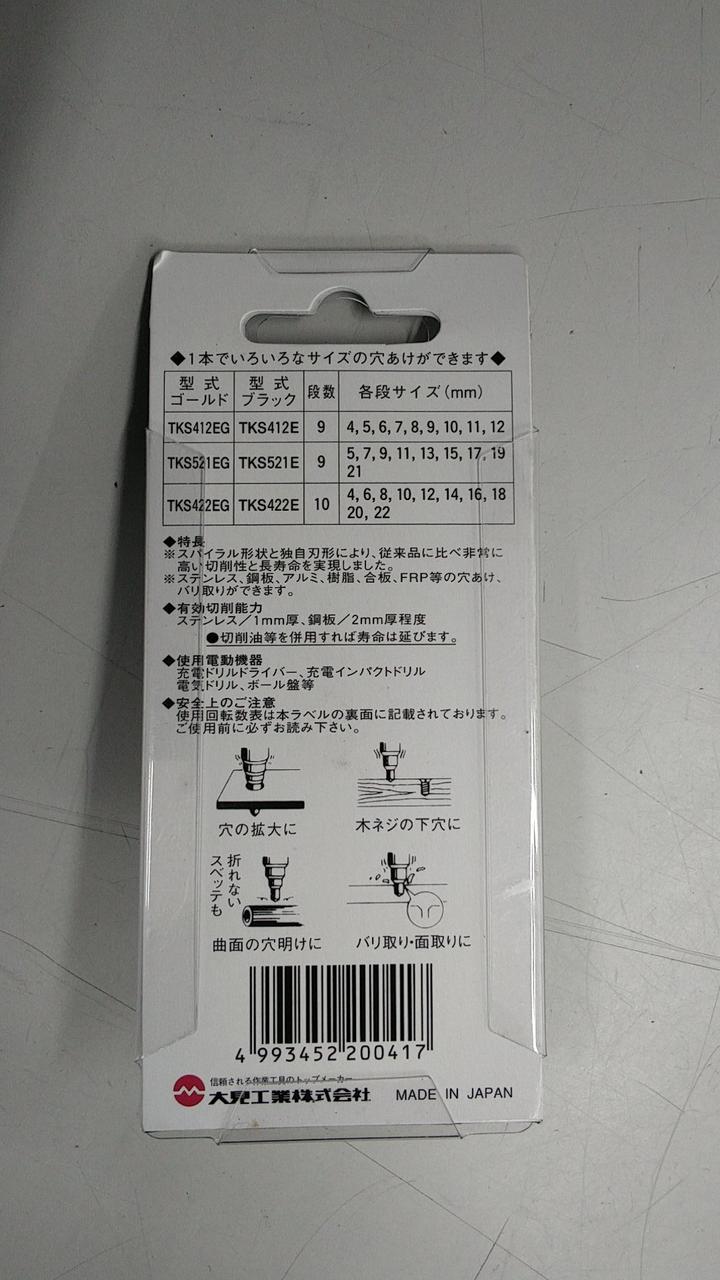 ◆1本でいろいろなサイズの穴あけができます◆
型式 ゴールド 型式 ブラック 段数 各段サイズ(mm)
TKS412EG TKS412E 9 4, 5, 6, 7, 8, 9, 10, 11, 12
TKS521EG TKS521E 9 5, 7, 9, 11, 13, 15, 17, 19
21
TKS422EG TKS422E 10 4, 6, 8, 10, 12, 14, 16, 18
20, 22
◆特長
※スパイラル形状と独自刃形により、従来品に比べ非常に
高い切削性と長寿命を実現しました。
※ステンレス、鋼板、アルミ、樹脂、合板、FRP等の穴あけ、
バリ取りができます。
◆有効切削能力
ステンレス/1mm厚、鋼板/2mm厚程度
●切削油等を併用すれば寿命は延びます。
◆使用電動機器
充電ドリルドライバー、充電インパクトドリル
電気ドリル、ボール盤等
◆安全上のご注意
使用回転数表は本ラベルの裏面に記載されております。
ご使用前に必ずお読み下さい。
穴の拡大に
木ネジの下穴に
スベッテも
折れない
曲面の穴明けに
バリ取り・面取りに
4 993452 200417
信頼される作業工具のトップメーカー
大見工業株式会社 MADE IN JAPAN